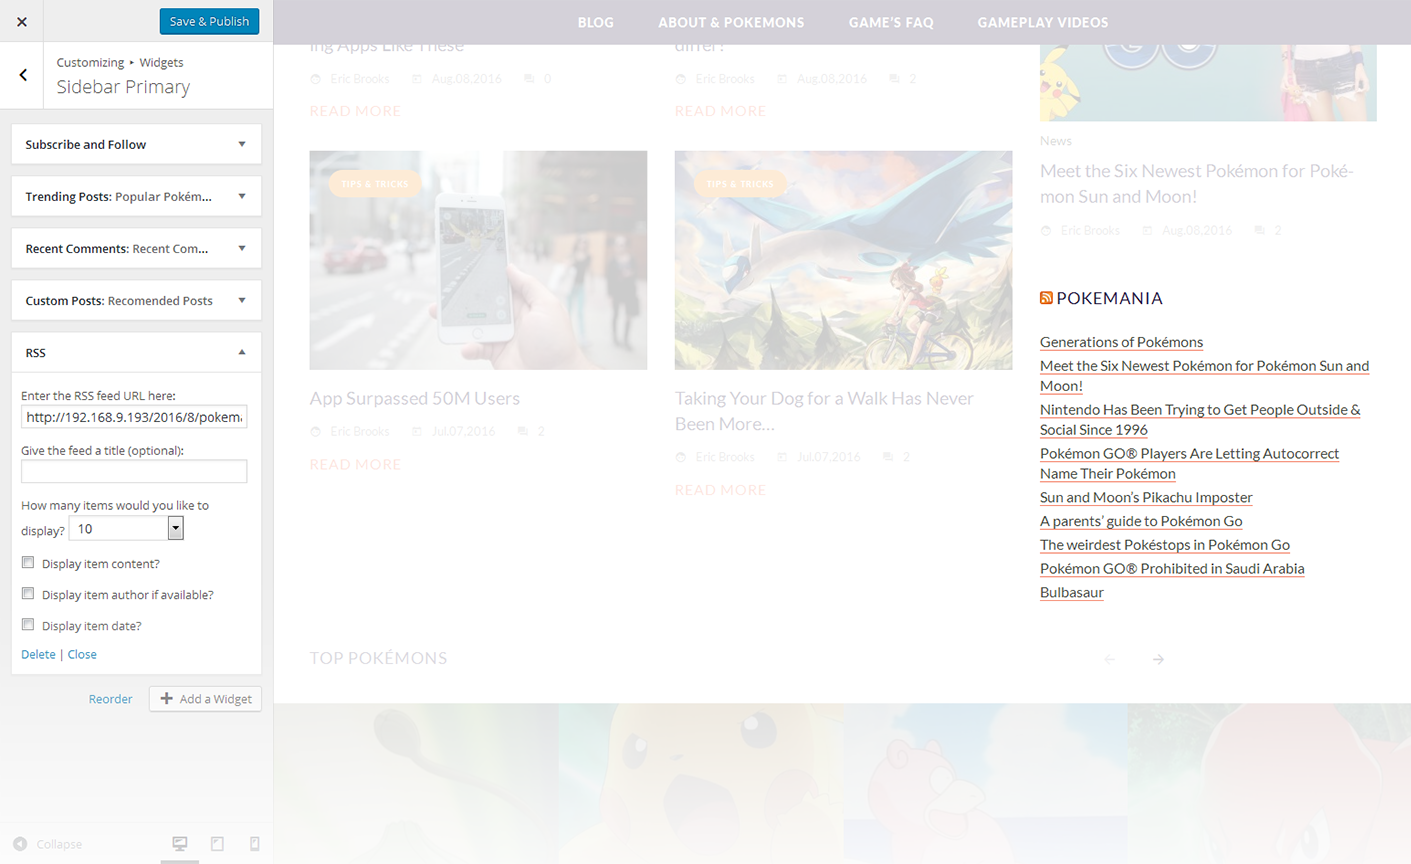 Save & Publish
Customizing ▸ Widgets
Sidebar Primary
Subscribe and Follow
Trending Posts: Popular Pokém...
Recent Comments: Recent Com...
Custom Posts: Recomended Posts
RSS
Enter the RSS feed URL here:
http://192.168.9.193/2016/8/pokema
Give the feed a title (optional):
How many items would you like to
display? 10
Display item content?
Display item author if available?
Display item date?
Delete | Close
Reorder
Add a Widget
Collapse
BLOG ABOUT & POKEMONS GAME'S FAQ GAMEPLAY VIDEOS
ing Apps Like These
Eric Brooks Aug.08,2016 0
READ MORE
differ!
Eric Brooks Aug.08,2016 2
READ MORE
TIPS & TRICKS
App Surpassed 50M Users
Eric Brooks Jul.07,2016 2
READ MORE
TIPS & TRICKS
Taking Your Dog for a Walk Has Never
Been More...
Eric Brooks Jul.07,2016 2
READ MORE
GO
News
Meet the Six Newest Pokémon for Poké-
mon Sun and Moon!
Eric Brooks Aug.08,2016 2
POKEMANIA
Generations of Pokémons
Meet the Six Newest Pokémon for Pokémon Sun and
Moon!
Nintendo Has Been Trying to Get People Outside &
Social Since 1996
Pokémon GO® Players Are Letting Autocorrect
Name Their Pokémon
Sun and Moon's Pikachu Imposter
A parents' guide to Pokémon Go
The weirdest Pokéstops in Pokémon Go
Pokémon GO® Prohibited in Saudi Arabia
Bulbasaur
TOP POKÉMONS